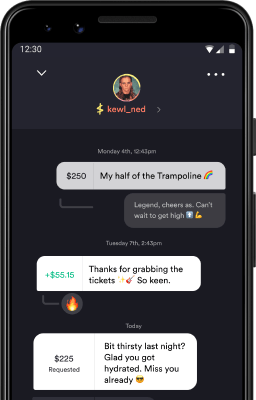 12:30
kewl_ned
Monday 4th, 12:43pm
$250 My half of the Trampoline 🌈
Legend, cheers as. Can't
wait to get high ⬆️💪
Tuesday 7th, 2:43pm
+$55.15
Thanks for grabbing the
tickets ✨🎸 So keen.
🔥
Today
$225
Requested
Bit thirsty last night?
Glad you got
hydrated. Miss you
already 😎